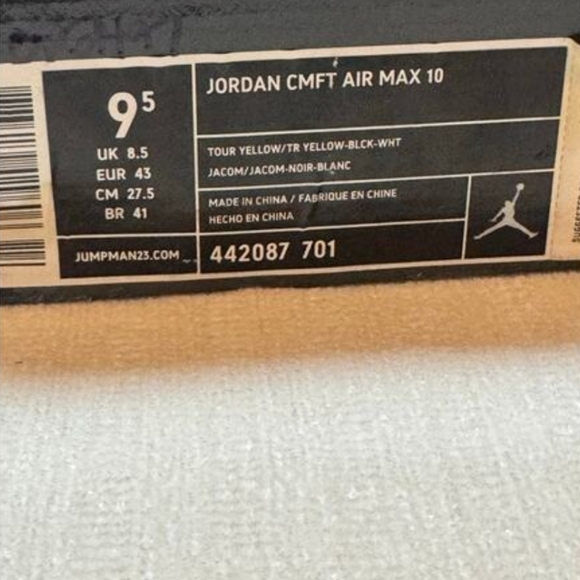 9⁵
UK 8.5
EUR 43
CM 27.5
BR 41
JUMPMAN23.COM
JORDAN CMFT AIR MAX 10
TOUR YELLOW/TR YELLOW-BLCK-WHT
JACOM/JACOM-NOIR-BLANC
MADE IN CHINA / FABRIQUE EN CHINE
HECHO EN CHINA
442087 701